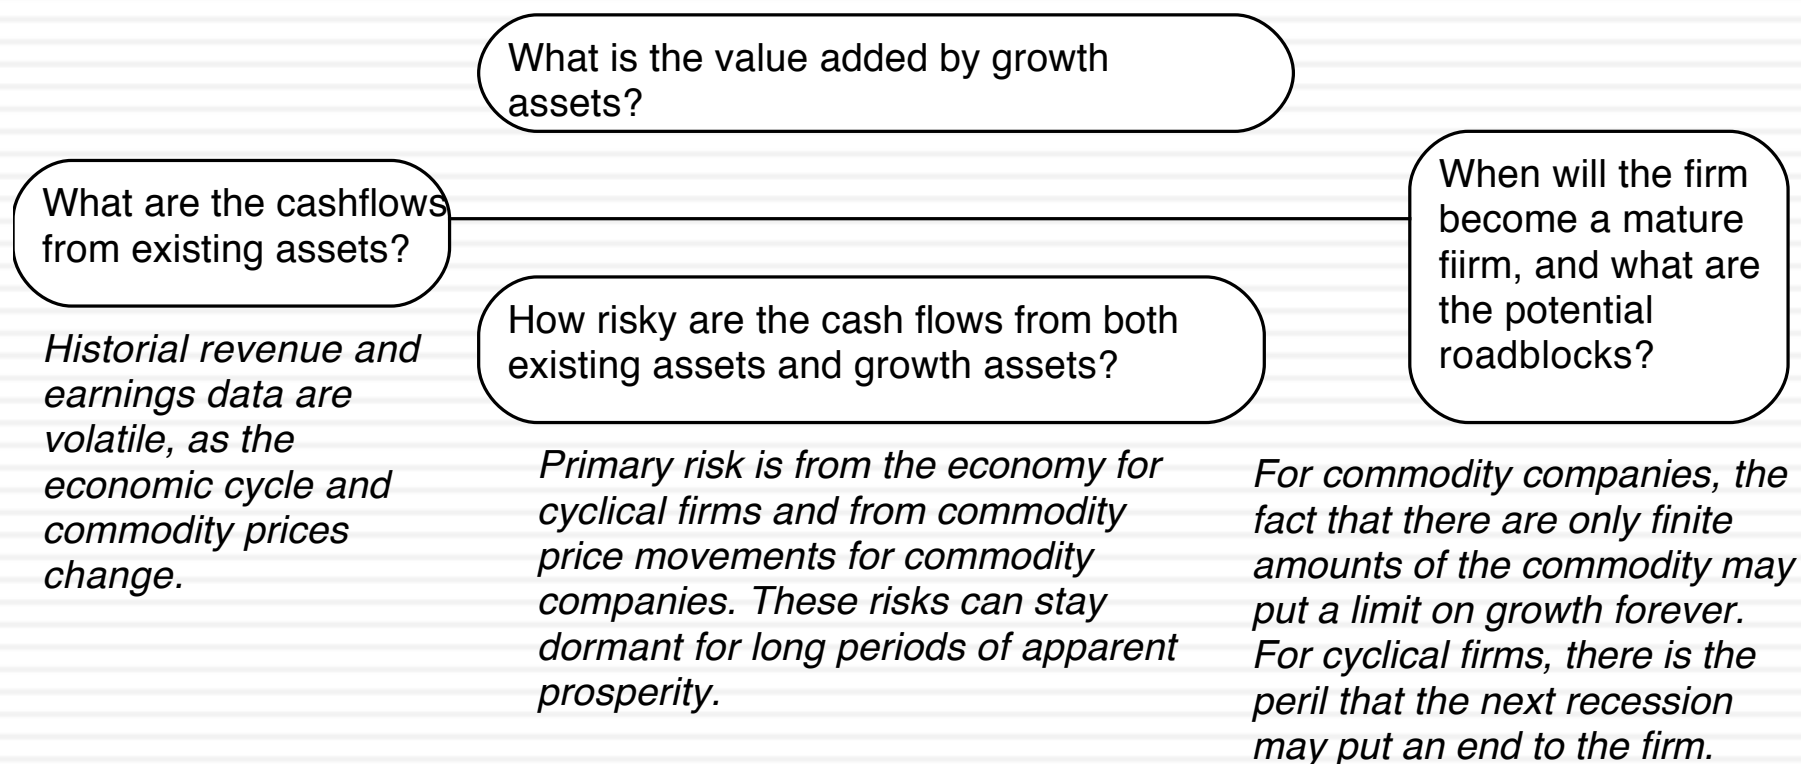 What is the value added by growth
assets?
What are the cashflows
from existing assets?
Historial revenue and
earnings data are
volatile, as the
economic cycle and
commodity prices
change.
How risky are the cash flows from both
existing assets and growth assets?
Primary risk is from the economy for
cyclical firms and from commodity
price movements for commodity
companies. These risks can stay
dormant for long periods of apparent
prosperity.
When will the firm
become a mature
fiirm, and what are
the potential
roadblocks?
For commodity companies, the
fact that there are only finite
amounts of the commodity may
put a limit on growth forever.
For cyclical firms, there is the
peril that the next recession
may put an end to the firm.